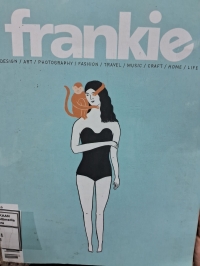 frankie
DESIGN / ART / PHOTOGRAPHY / FASHION / TRAVEL / MUSIC / CRAFT / HOME / LIFE